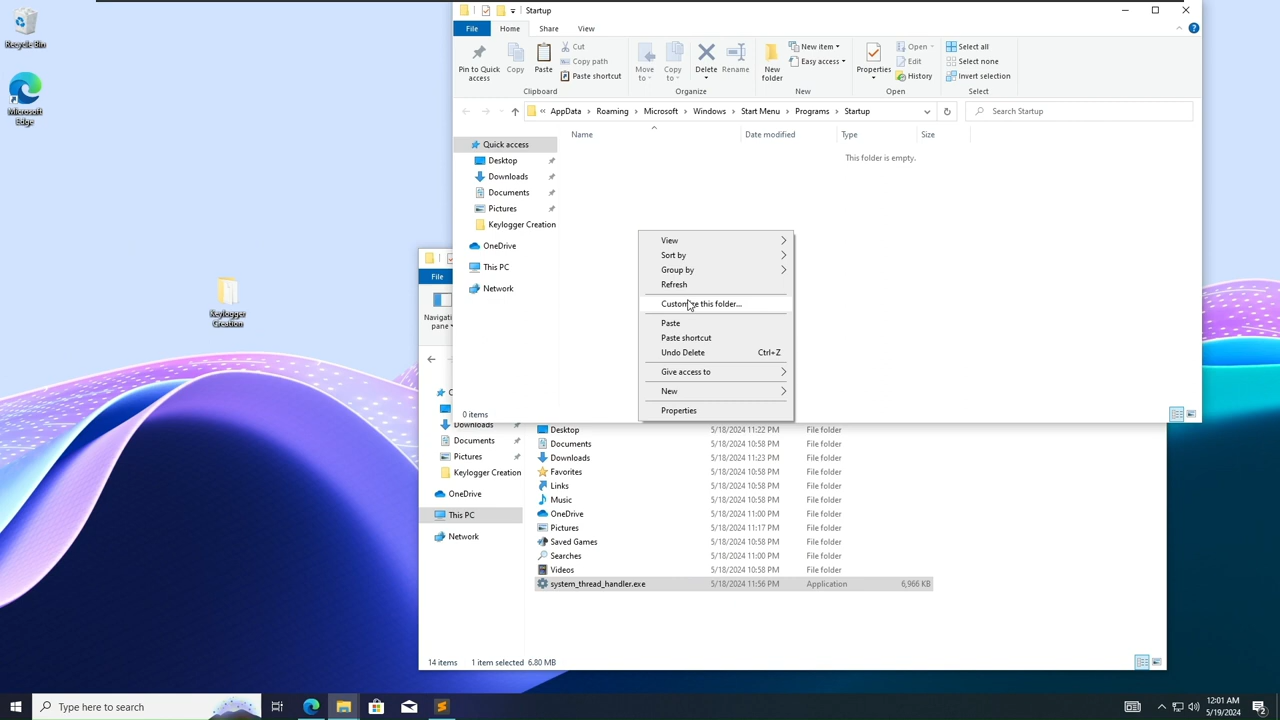 Recycle Bin
Microsoft
Edge
Keylogger
Creation
Startup
File Home Share View
Pin to Quick
access
Copy
Paste
Cut
Copy path
Paste shortcut
Clipboard
Move
to
Copy
to
Delete
Rename
Organize
New
folder
New item
Easy access
New
Properties
Open
Edit
History
Open
Select all
Select none
Invert selection
Select
« AppData › Roaming › Microsoft › Windows › Start Menu › Programs › Startup
Search Startup
Name Date modified Type Size
This folder is empty.
Quick access
Desktop
Downloads
Documents
Pictures
Keylogger Creation
OneDrive
This PC
Network
0 items
View
Sort by
Group by
Refresh
Customize this folder...
Paste
Paste shortcut
Undo Delete Ctrl+Z
Give access to
New
Properties
File
pane
Downloads
Documents
Pictures
Keylogger Creation
OneDrive
This PC
Network
Desktop 5/18/2024 11:22 PM File folder
Documents 5/18/2024 10:58 PM File folder
Downloads 5/18/2024 11:23 PM File folder
Favorites 5/18/2024 10:58 PM File folder
Links 5/18/2024 10:58 PM File folder
Music 5/18/2024 10:58 PM File folder
OneDrive 5/18/2024 11:00 PM File folder
Pictures 5/18/2024 11:17 PM File folder
Saved Games 5/18/2024 10:58 PM File folder
Searches 5/18/2024 11:00 PM File folder
Videos 5/18/2024 10:58 PM File folder
system_thread_handler.exe 5/18/2024 11:56 PM Application 6,966 KB
14 items 1 item selected 6.80 MB
Type here to search
12:01 AM
5/19/2024
2